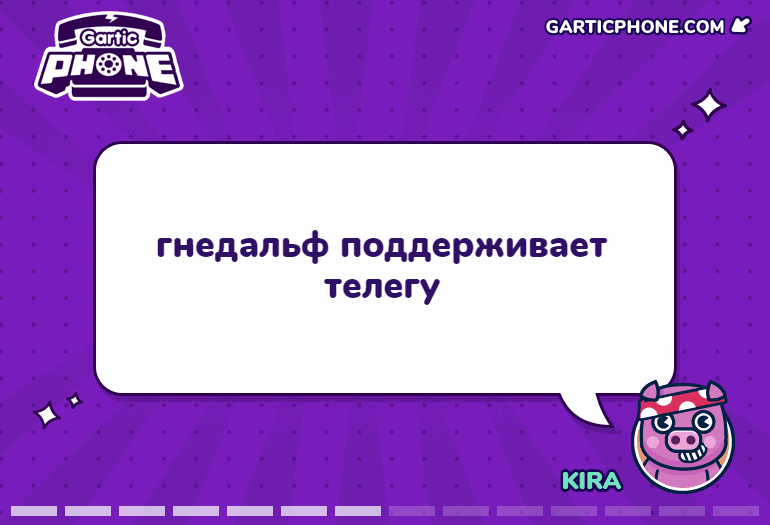 Gartic
PHONE
GARTICPHONE.COM
гнедальф поддерживает
телегу
KIRA